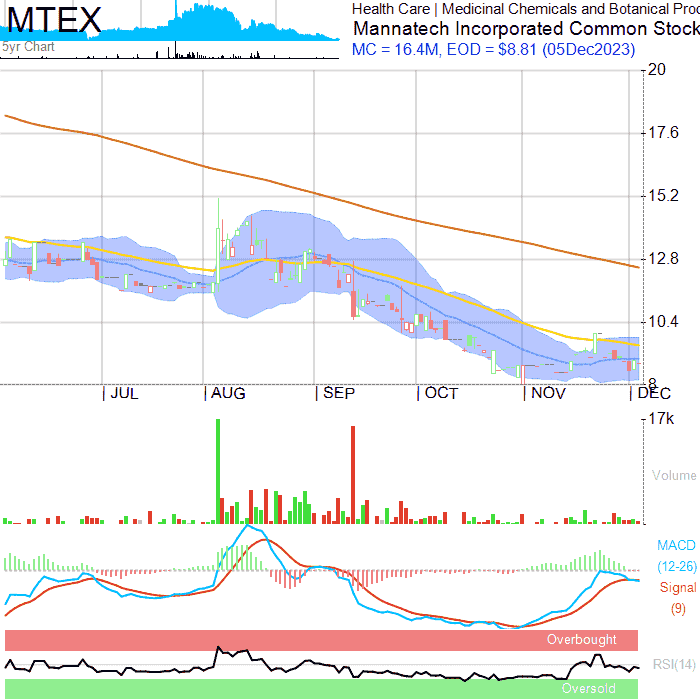 MTEX
5yr Chart
Health Care | Medicinal Chemicals and Botanical Proc
Mannatech Incorporated Common Stock
MC = 16.4M, EOD = $8.81 (05Dec2023)
20
17.6
15.2
12.8
10.4
8
JUL AUG SEP OCT NOV DEC
17k
Volume
MACD
(12-26)
Signal
(9)
Overbought
RSI(14)
Oversold